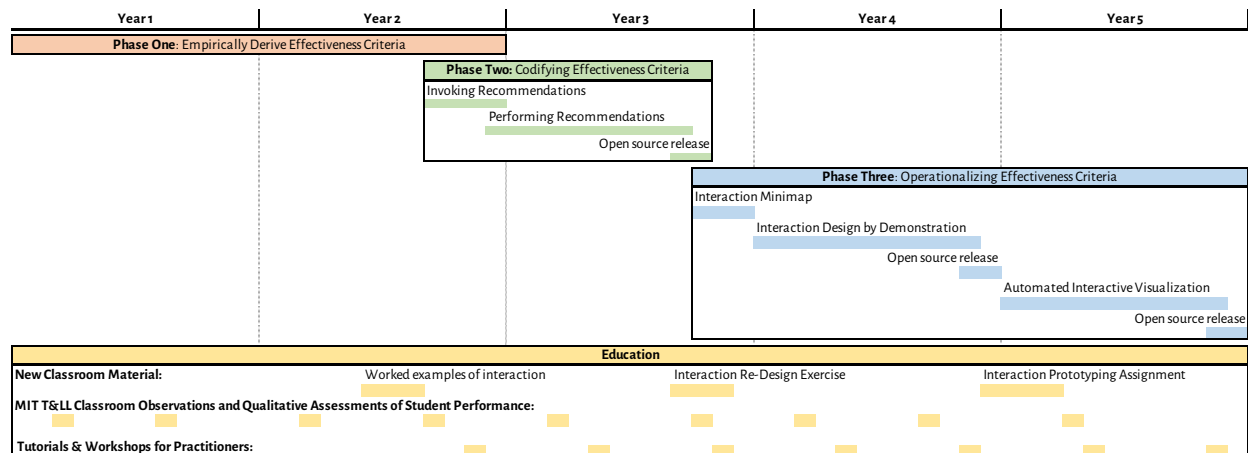 Year 1 Year 2 Year 3 Year 4 Year 5
Phase One: Empirically Derive Effectiveness Criteria
Phase Two: Codifying Effectiveness Criteria
Invoking Recommendations
Performing Recommendations
Open source release
Phase Three: Operationalizing Effectiveness Criteria
Interaction Minimap
Interaction Design by Demonstration
Open source release
Automated Interactive Visualization
Open source release
Education
New Classroom Material: Worked examples of interaction Interaction Re-Design Exercise Interaction Prototyping Assignment
MIT T&LL Classroom Observations and Qualitative Assessments of Student Performance:
Tutorials & Workshops for Practitioners: